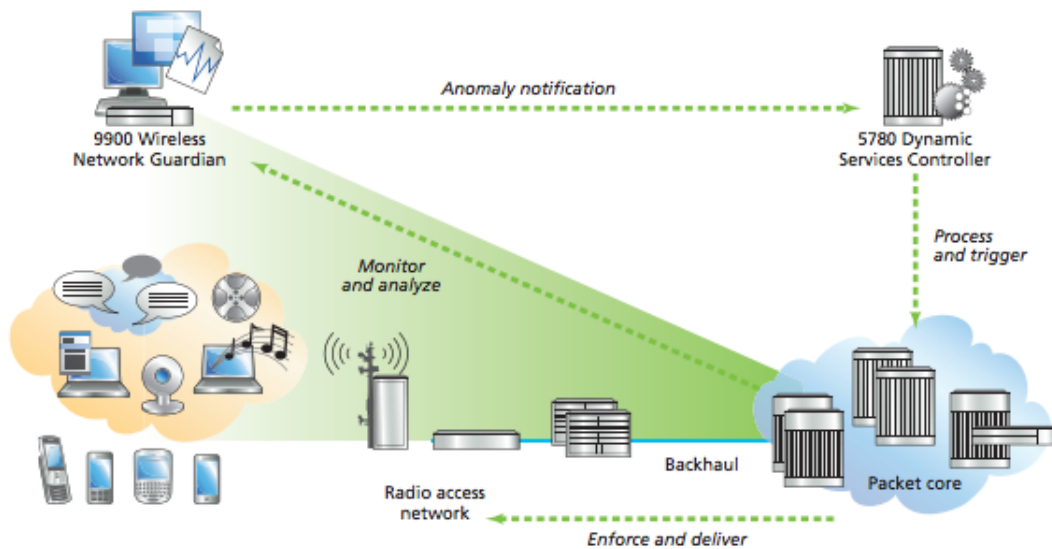 Anomaly notification
9900 Wireless
Network Guardian
5780 Dynamic
Services Controller
Process
and trigger
Monitor
and analyze
Backhaul
Packet core
Radio access
network
Enforce and deliver